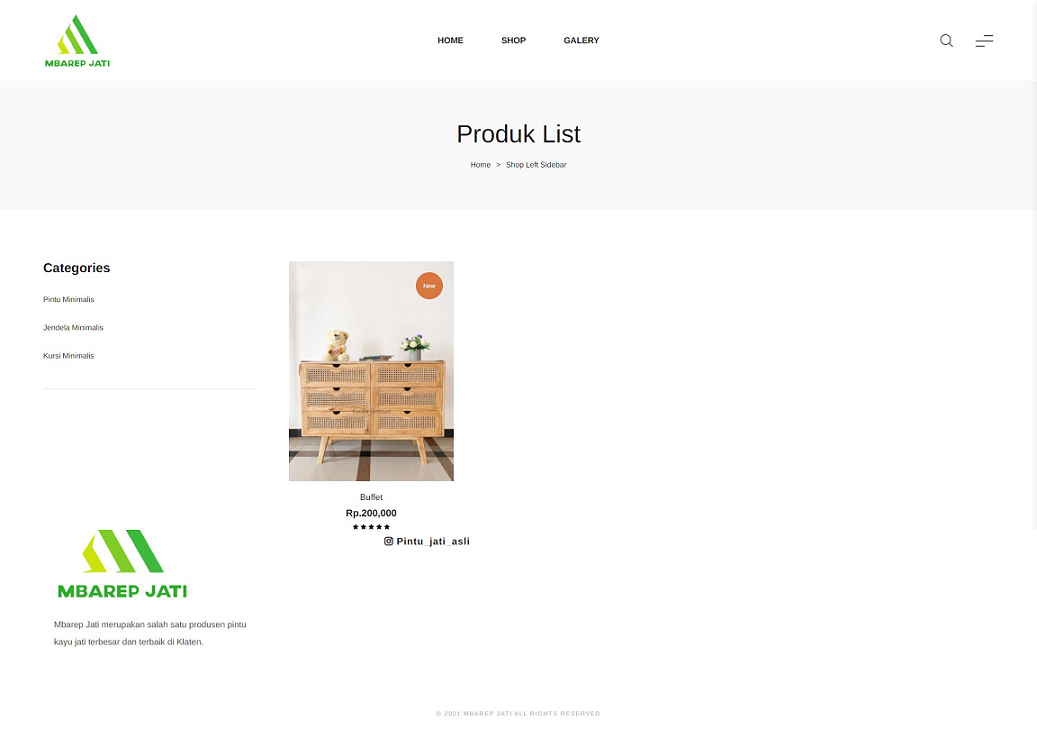 MBAREP JATI
HOME SHOP GALERY
Produk List
Home > Shop Left Sidebar
Categories
Pintu Minimalis
Jendela Minimalis
Kursi Minimalis
New
Buffet
Rp.200,000
Pintu_jati_asli
MBAREP JATI
Mbarep Jati merupakan salah satu produsen pintu
kayu jati terbesar dan terbaik di Klaten.
© 2021 MBAREP JATI ALL RIGHTS RESERVED